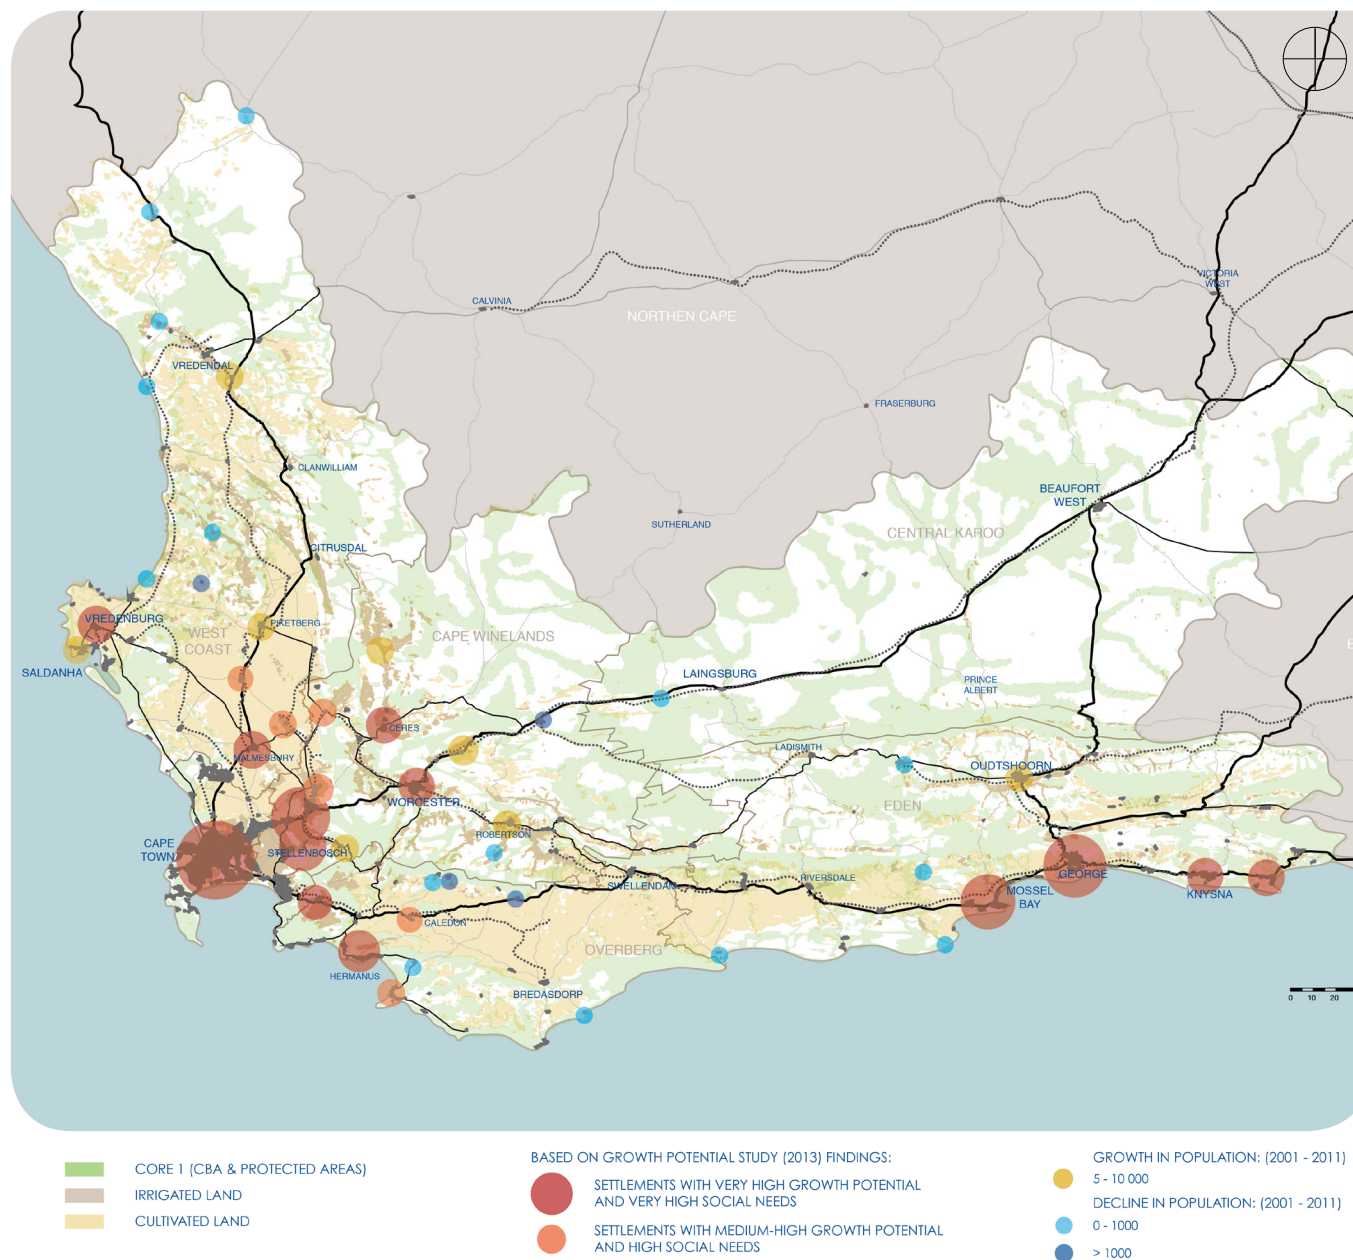 VICTORIA
WEST
CALVINIA
NORTHEN CAPE
VREDENDAL
FRASERBURG
CLANWILLIAM
BEAUFORT
WEST
SUTHERLAND
CENTRAL KAROO
CITRUSDAL
VREDENBURG
PIKETBERG
WEST
COAST
CAPE WINELANDS
SALDANHA
LAINGSBURG
PRINCE
ALBERT
CERES
MALMESBURY
LADISMITH
OUDTSHOORN
WORCESTER
EDEN
ROBERTSON
CAPE
TOWN
STELLENBOSCH
GEORGE
SWELLENDAM
RIVERSDALE
MOSSEL
BAY
KNYSNA
CALEDON
OVERBERG
HERMANUS
BREDASDORP
0 10 20
CORE 1 (CBA & PROTECTED AREAS)
IRRIGATED LAND
CULTIVATED LAND
BASED ON GROWTH POTENTIAL STUDY (2013) FINDINGS:
SETTLEMENTS WITH VERY HIGH GROWTH POTENTIAL
AND VERY HIGH SOCIAL NEEDS
SETTLEMENTS WITH MEDIUM-HIGH GROWTH POTENTIAL
AND HIGH SOCIAL NEEDS
GROWTH IN POPULATION: (2001 - 2011)
5 - 10 000
DECLINE IN POPULATION: (2001 - 2011)
0 - 1000
> 1000